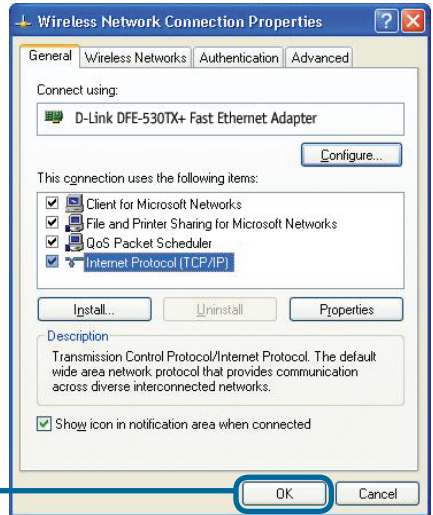 Wireless Network Connection Properties
General Wireless Networks Authentication Advanced
Connect using:
D-Link DFE-530TX+ Fast Ethernet Adapter
Configure...
This connection uses the following items:
Client for Microsoft Networks
File and Printer Sharing for Microsoft Networks
QoS Packet Scheduler
Internet Protocol (TCP/IP)
Install... Uninstall Properties
Description
Transmission Control Protocol/Internet Protocol. The default
wide area network protocol that provides communication
across diverse interconnected networks.
Show icon in notification area when connected
OK Cancel